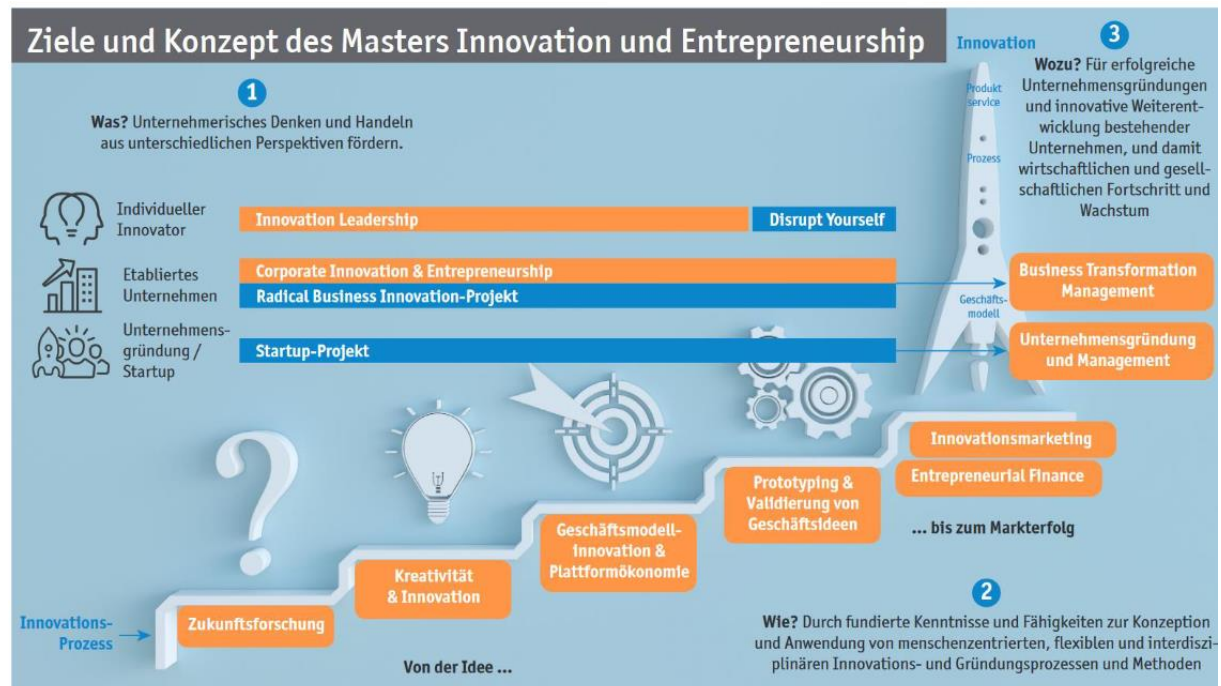 Ziele und Konzept des Masters Innovation und Entrepreneurship
1
Was? Unternehmerisches Denken und Handeln
aus unterschiedlichen Perspektiven fördern.
Innovation
Produkt
service
Prozess
Geschäfts-
modell
3
Wozu? Für erfolgreiche
Unternehmensgründungen
und innovative Weiterent-
wicklung bestehender
Unternehmen, und damit
wirtschaftlichen und gesell-
schaftlichen Fortschritt und
Wachstum
Individueller
Innovator
Innovation Leadership
Disrupt Yourself
Etabliertes
Unternehmen
Corporate Innovation & Entrepreneurship
Radical Business Innovation-Projekt
Business Transformation
Management
Unternehmens-
gründung /
Startup
Startup-Projekt
Unternehmensgründung
und Management
Innovations-
Prozess
Zukunftsforschung
Kreativität
& Innovation
Geschäftsmodell-
innovation &
Plattformökonomie
Prototyping &
Validierung von
Geschäftsideen
Innovationsmarketing
Entrepreneurial Finance
Von der Idee ...
... bis zum Markterfolg
2
Wie? Durch fundierte Kenntnisse und Fähigkeiten zur Konzeption
und Anwendung von menschenzentrierten, flexiblen und interdiszi-
plinären Innovations- und Gründungsprozessen und Methoden